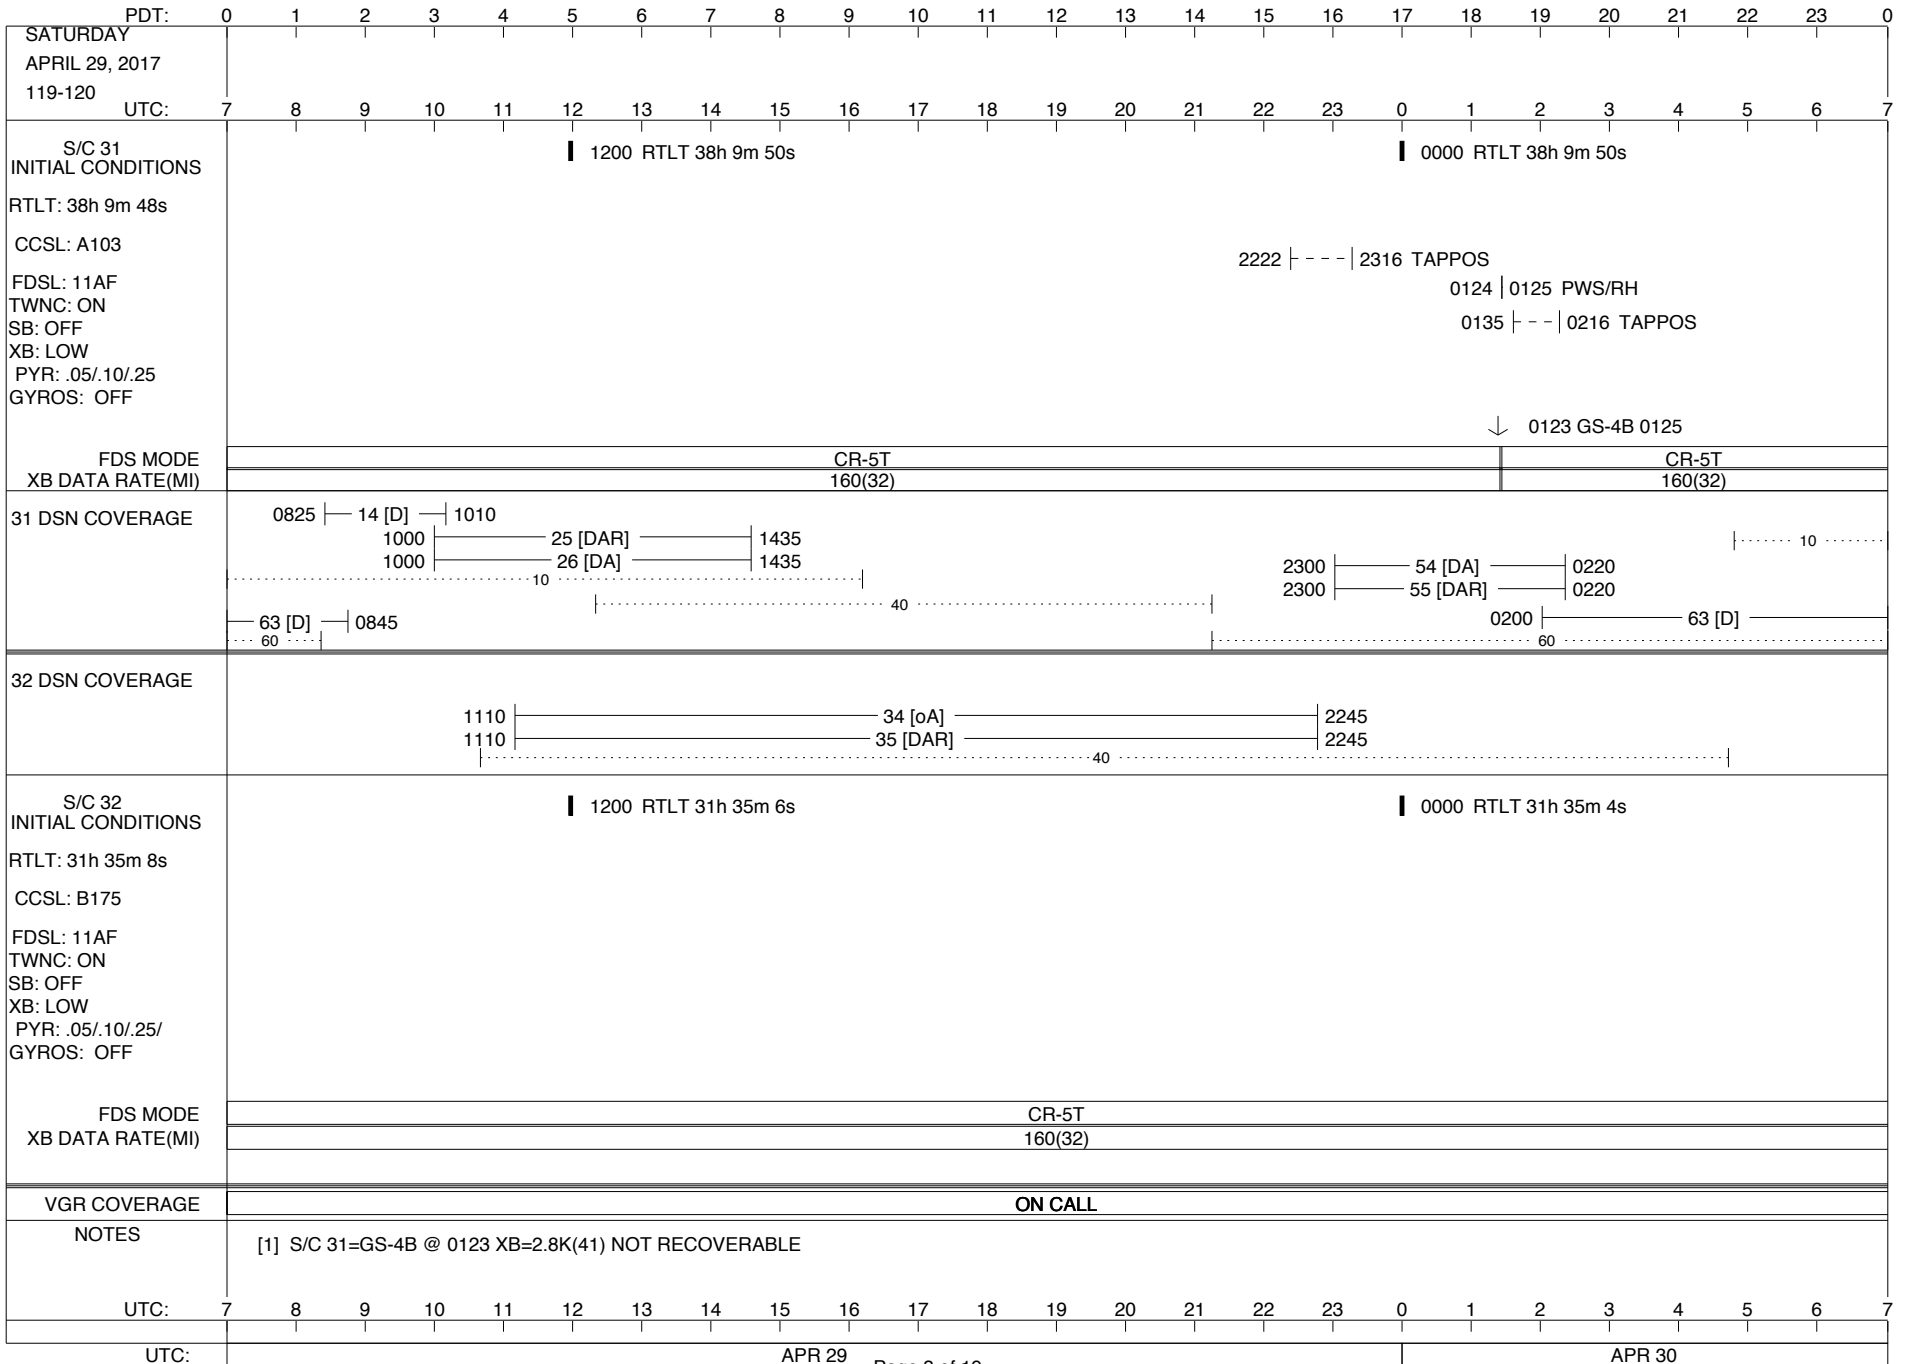 PDT: 0 1 2 3 4 5 6 7 8 9 10 11 12 13 14 15 16 17 18 19 20 21 22 23 0
SATURDAY
APRIL 29, 2017
119-120
UTC: 7 8 9 10 11 12 13 14 15 16 17 18 19 20 21 22 23 0 1 2 3 4 5 6 7
S/C 31
INITIAL CONDITIONS
1200 RTLT 38h 9m 50s
0000 RTLT 38h 9m 50s
RTLT: 38h 9m 48s
CCSL: A103
2222 2316 TAPPOS
FDSL: 11AF
0124 0125 PWS/RH
TWNC: ON
SB: OFF
0135 0216 TAPPOS
XB: LOW
PYR: .05/.10/.25
GYROS: OFF
0123 GS-4B 0125
FDS MODE CR-5T CR-5T
XB DATA RATE(MI) 160(32) 160(32)
31 DSN COVERAGE
0825 14 [D] 1010
1000 25 [DAR] 1435
10
1000 26 [DA] 1435
2300 54 [DA] 0220
10
2300 55 [DAR] 0220
40
63 [D] 0845
0200 63 [D]
60
60
32 DSN COVERAGE
1110 34 [oA] 2245
1110 35 [DAR] 2245
40
S/C 32
INITIAL CONDITIONS
1200 RTLT 31h 35m 6s
0000 RTLT 31h 35m 4s
RTLT: 31h 35m 8s
CCSL: B175
FDSL: 11AF
TWNC: ON
SB: OFF
XB: LOW
PYR: .05/.10/.25/
GYROS: OFF
FDS MODE CR-5T
XB DATA RATE(MI) 160(32)
VGR COVERAGE ON CALL
NOTES
[1] S/C 31=GS-4B @ 0123 XB=2.8K(41) NOT RECOVERABLE
UTC: 7 8 9 10 11 12 13 14 15 16 17 18 19 20 21 22 23 0 1 2 3 4 5 6 7
UTC: APR 29 APR 30